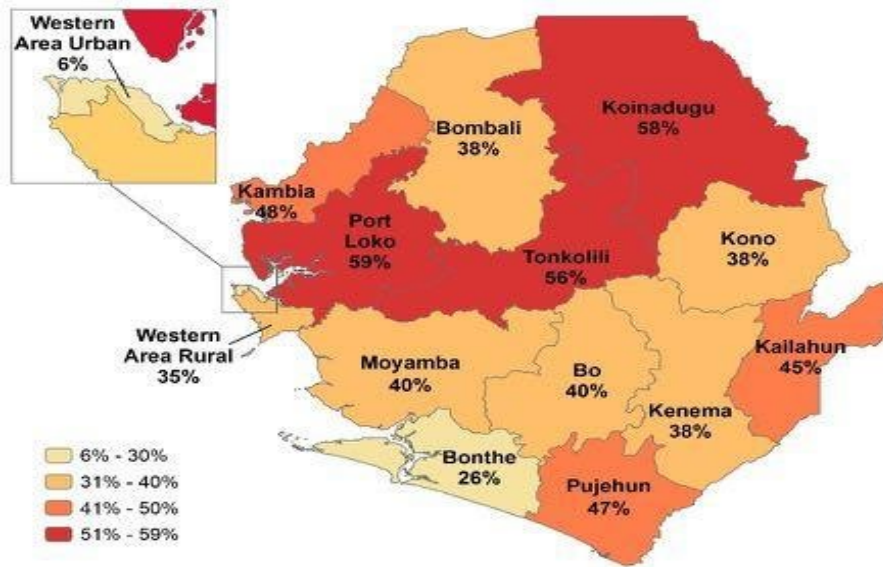 Western
Area Urban
6%
Koinadugu
58%
Bombali
38%
Kambia
48%
Port
Loko
59%
Kono
38%
Tonkolili
56%
Western
Area Rural
35%
Moyamba
40%
Bo
40%
Kailahun
45%
Kenema
38%
Bonthe
26%
Pujehun
47%
6% - 30%
31% - 40%
41% - 50%
51% - 59%